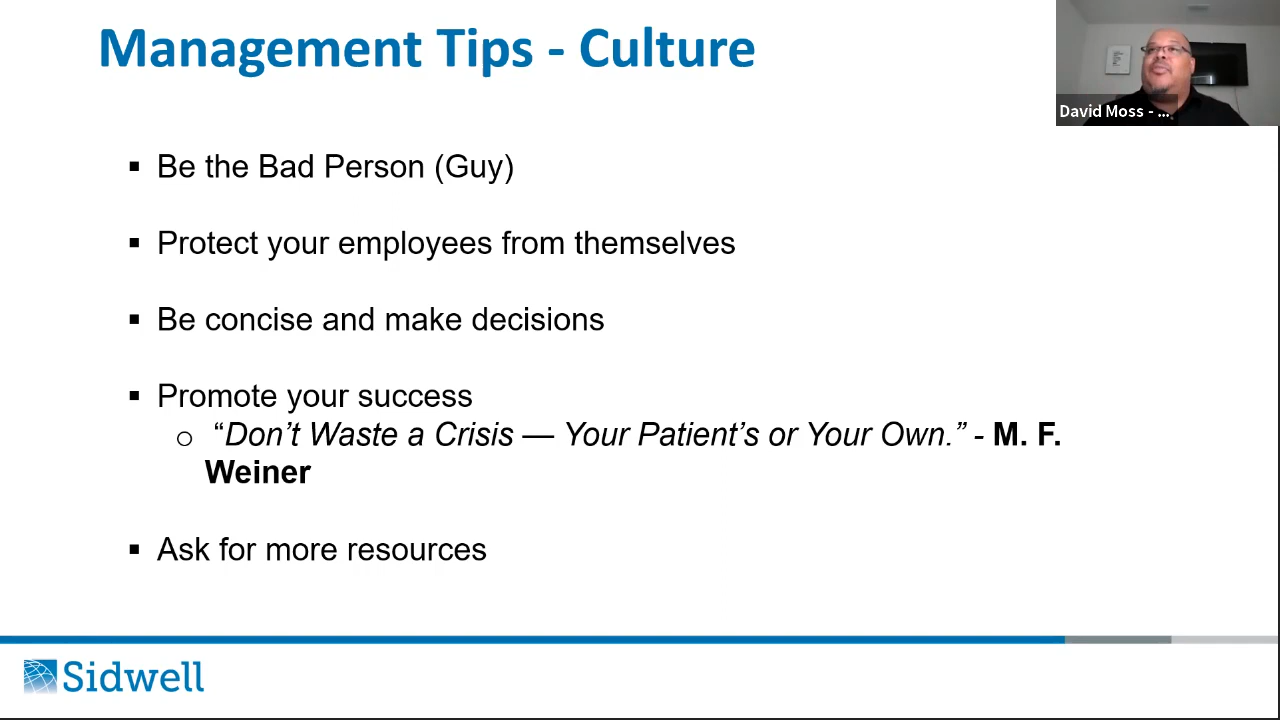 Management Tips - Culture
David Moss - ...
▪ Be the Bad Person (Guy)
▪ Protect your employees from themselves
▪ Be concise and make decisions
▪ Promote your success
o “Don’t Waste a Crisis — Your Patient’s or Your Own.” - M. F.
Weiner
▪ Ask for more resources
Sidwell